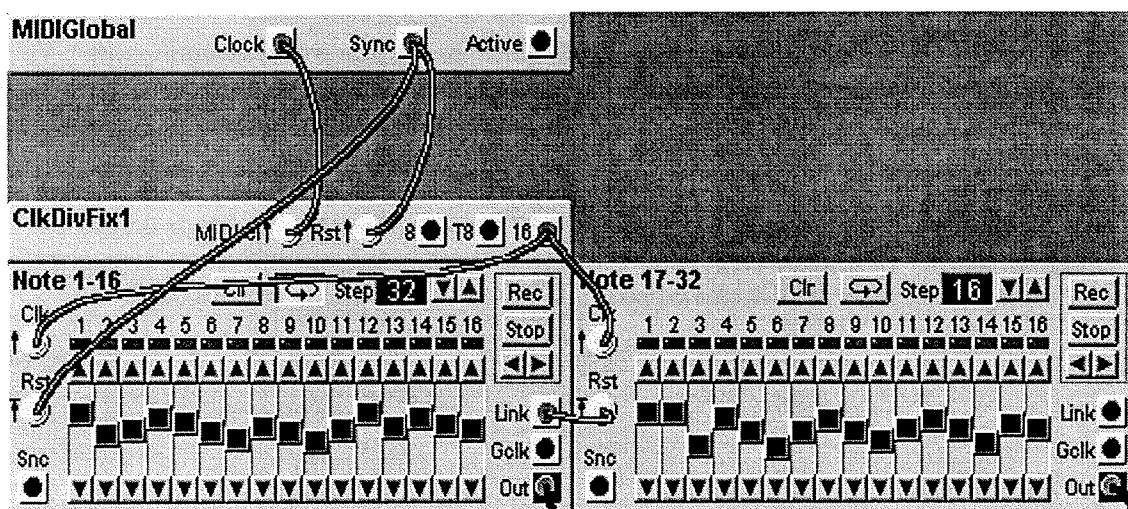 MIDIGlobal
Clock Sync Active
ClkDivFix1
Rst 8 T8 16
Note 1-16
Step 32 Rec
Clk
1 2 3 4 5 6 7 8 9 10 11 12 13 14 15 16
Stop
Rst
Link
Gclk
Snc
Out
Note 17-32
Clr Step 16 Rec
1 2 3 4 5 6 7 8 9 10 11 12 13 14 15 16
Stop
Rst
Link
Gclk
Snc
Out